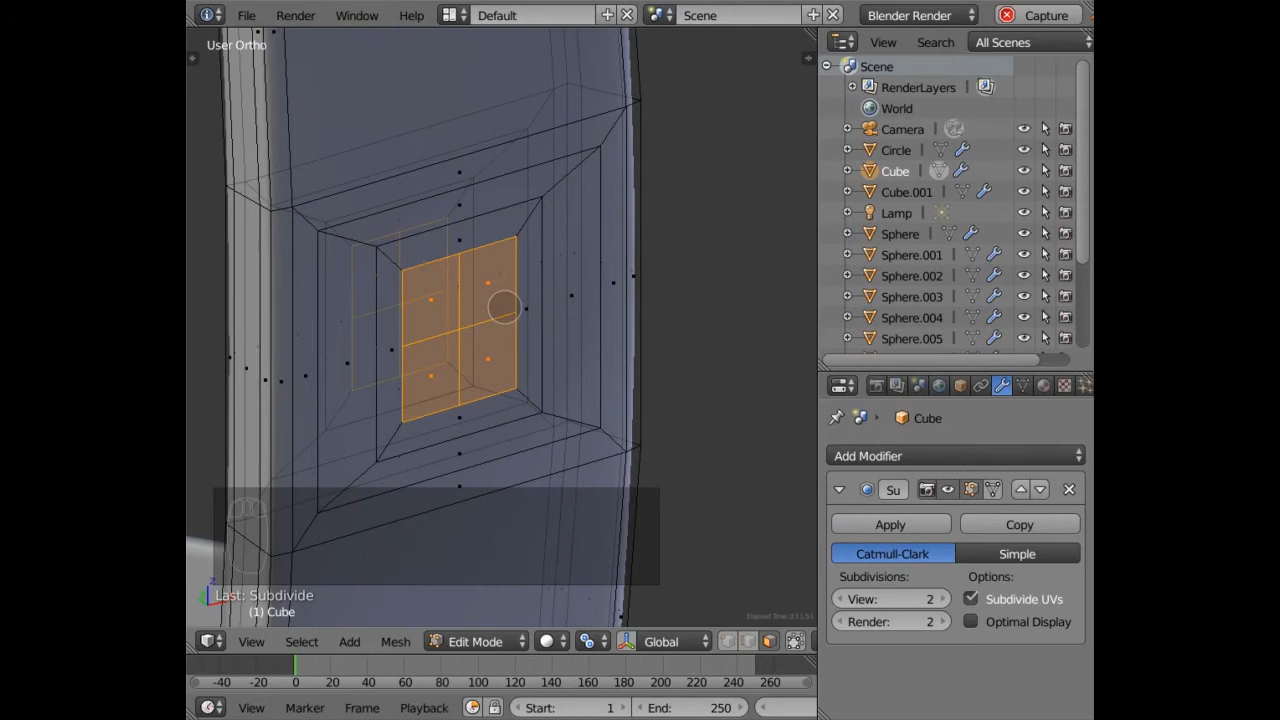 File Render Window Help Default Scene Blender Render Capture
User Ortho
View Search All Scenes
Scene
RenderLayers
World
Camera
Circle
Cube
Cube.001
Lamp
Sphere
Sphere.001
Sphere.002
Sphere.003
Sphere.004
Sphere.005
Cube
Add Modifier
Su
Apply Copy
Catmull-Clark Simple
Subdivisions: Options:
View: 2 Subdivide UVs
Render: 2 Optimal Display
z
Last: Subdivide
(1) Cube
View Select Add Mesh Edit Mode Global
-40 -20 0 20 40 60 80 100 120 140 160 180 200 220 240 260
View Marker Frame Playback Start: 1 End: 250